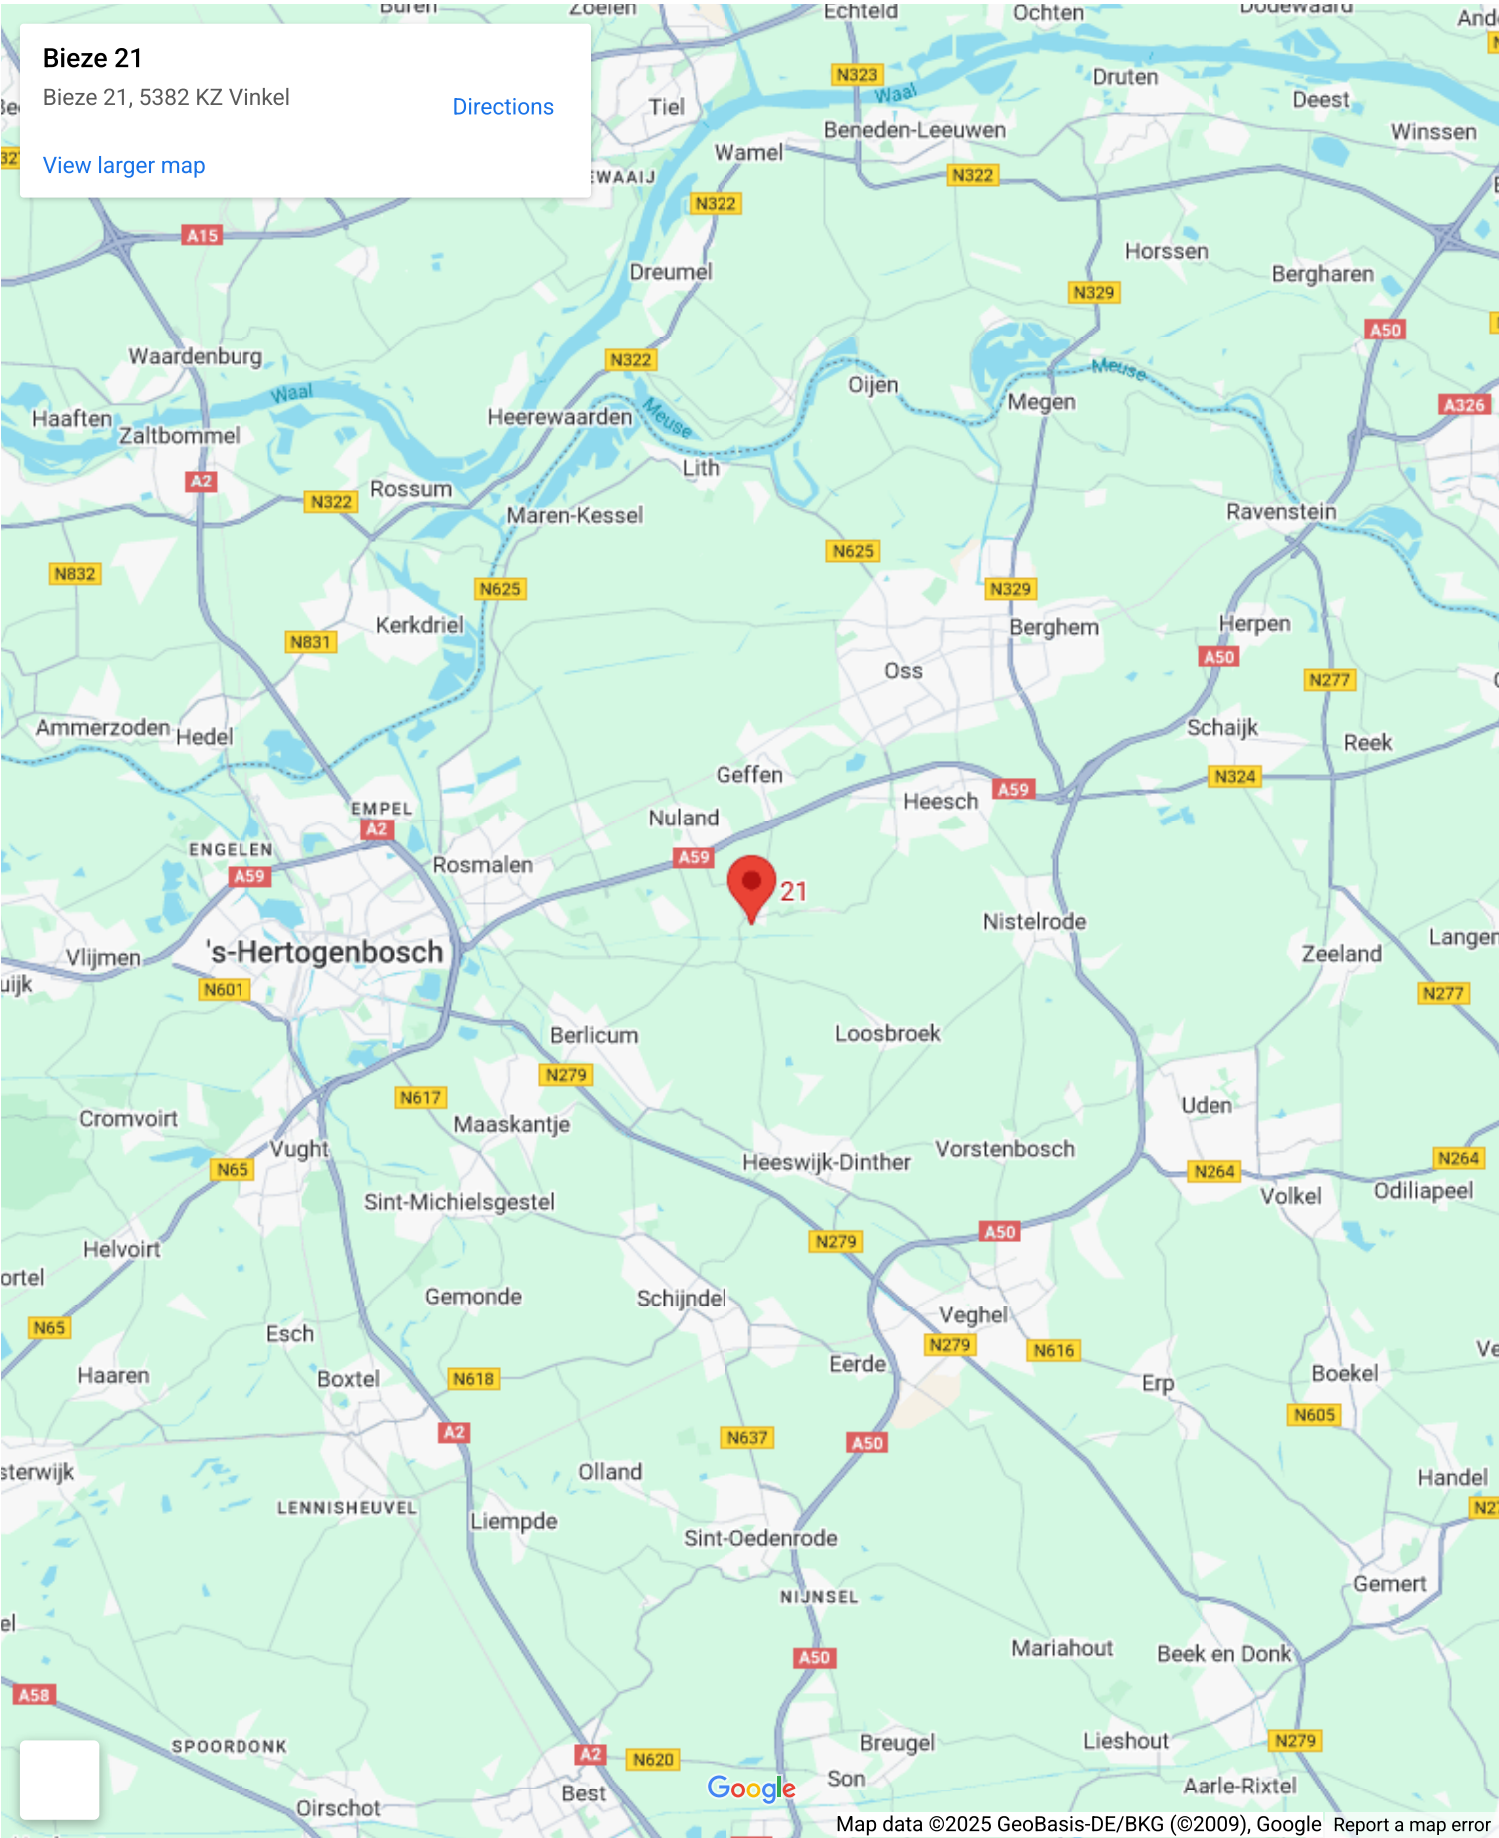 Buren
Zoelen
Echteld
Ochten
Dodewaard
Bieze 21
Bieze 21, 5382 KZ Vinkel
Directions
View larger map
N323
Waal
Druten
Deest
Tiel
Beneden-Leeuwen
Winssen
Wamel
N322
EWAAIJ
N322
A15
Dreumel
Horssen
Bergharen
N329
A50
Waardenburg
N322
Meuse
Oijen
Waal
Megen
A326
Haaften
Heerewaarden
Meuse
Zaltbommel
Lith
A2
N322
Rossum
Maren-Kessel
Ravenstein
N625
N832
N625
N329
Kerkdriel
Berghem
Herpen
N831
A50
Oss
N277
Ammerzoden
Hedel
Schaijk
Reek
Geffen
N324
A59
Heesch
EMPEL
A2
Nuland
ENGELEN
Rosmalen
A59
A59
21
Nistelrode
's-Hertogenbosch
Vlijmen
Zeeland
Langen
uijk
N601
N277
Berlicum
Loosbroek
N279
N617
Uden
Cromvoirt
Maaskantje
Vught
Heeswijk-Dinther
Vorstenbosch
N264
N65
N264
Sint-Michielsgestel
Volkel
Odiliapeel
A50
N279
Helvoirt
ortel
Gemonde
Schijndel
Veghel
N65
Esch
N279
N616
Eerde
Haaren
Boxtel
N618
Erp
Boekel
N605
A2
N637
A50
sterwijk
Olland
Handel
LENNISHEUVEL
Liempde
Sint-Oedenrode
Gemert
NIJNSEL
el
Mariahout
Beek en Donk
A50
A58
SPOORDONK
Breugel
Lieshout
N279
A2
N620
Son
Google
Best
Aarle-Rixtel
Oirschot
Map data ©2025 GeoBasis-DE/BKG (©2009), Google
Report a map error